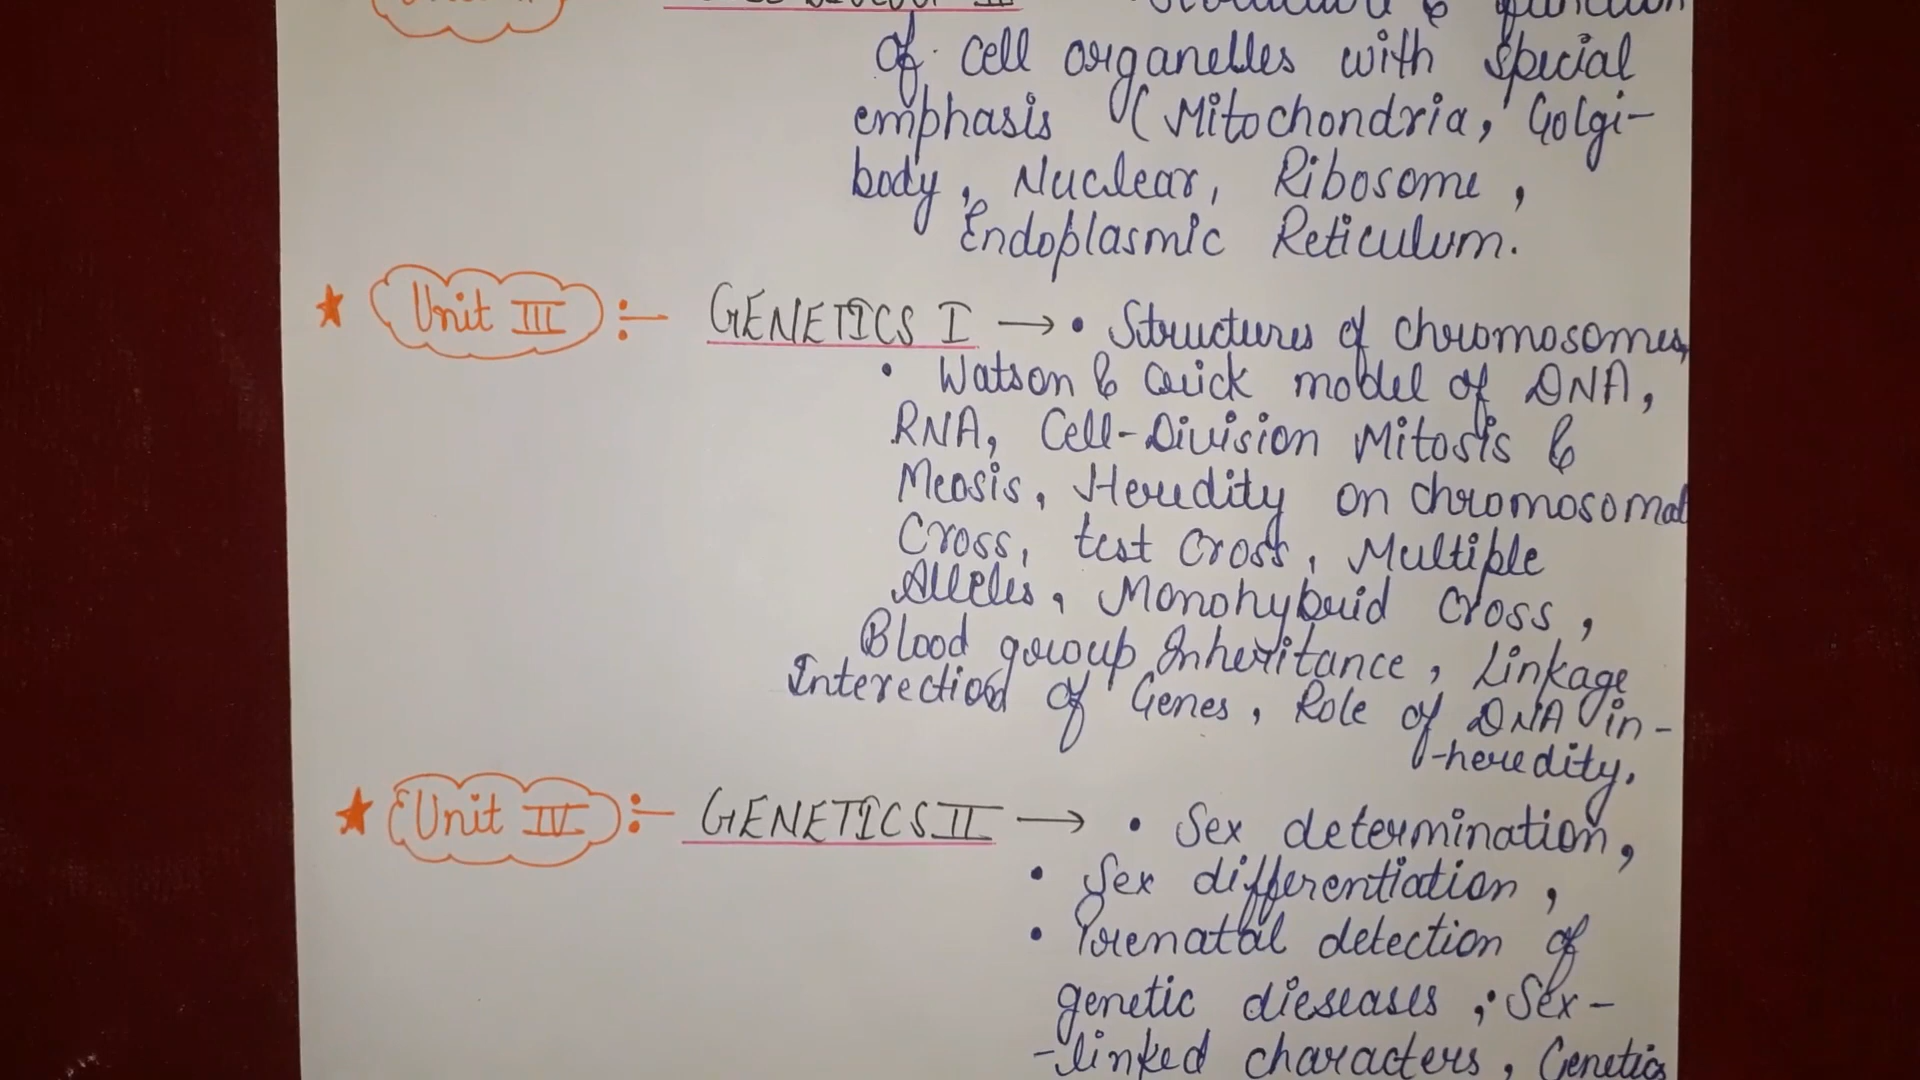 of cell organelles with special
emphasis (Mitochondria, Golgi-
body, Nuclear, Ribosome,
Endoplasmic Reticulum.
★ Unit III :- GENETICS I → • Structures of chromosomes,
• Watson & Crick model of DNA,
RNA, Cell-Division Mitosis &
Meosis, Heredity on chromosomal
Cross, test cross, Multiple
Alleles, Monohybrid cross,
Blood group Inheritance, Linkage
Interection of Genes, Role of DNA in-
-heredity.
★ Unit IV :- GENETICS II → • Sex determination,
• Sex differentiation,
• Prenatal detection of
genetic dieseases, • Sex-
-linked characters, Genetics